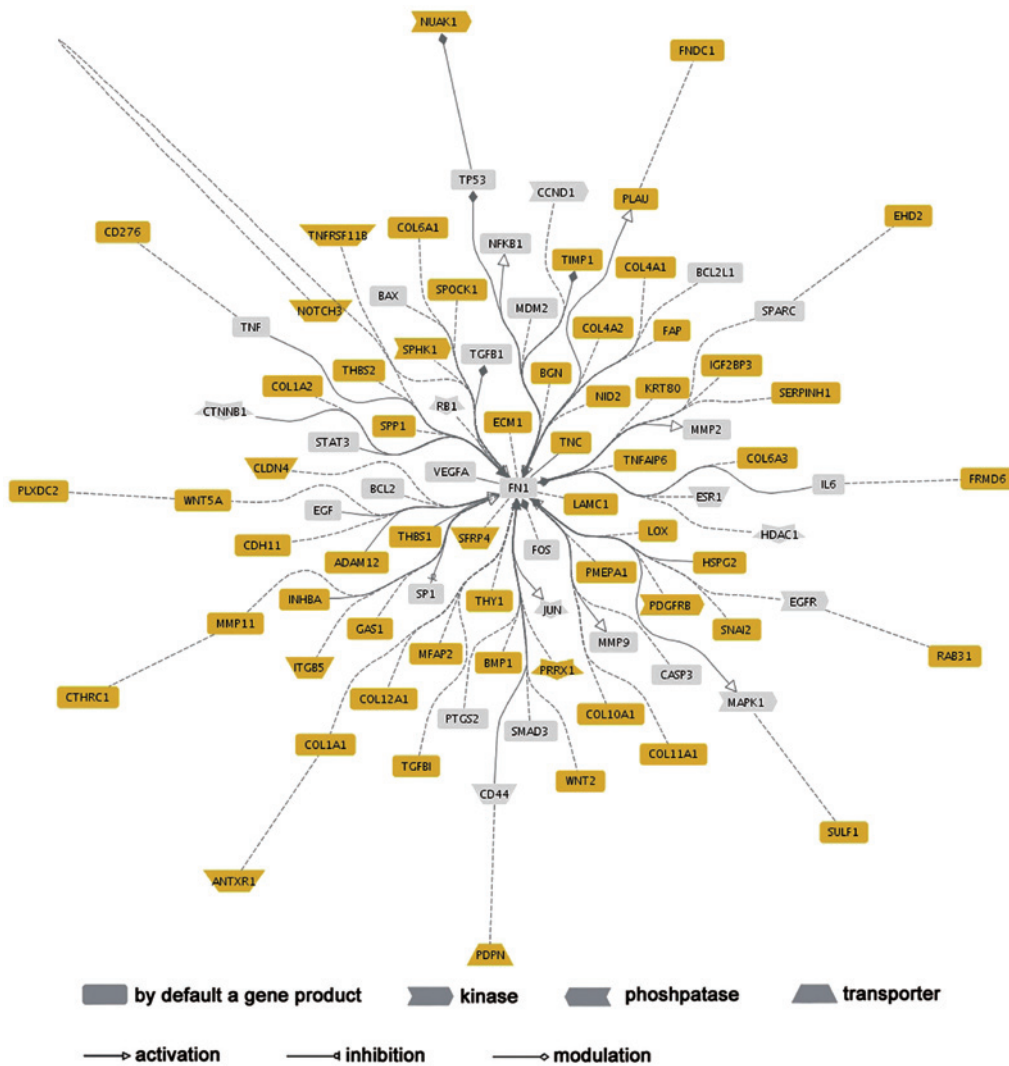 NUAK1
FNDC1
TP53
CCND1
PLAU
EHD2
CD276
TNFRSF11B
COL6A1
NFKB1
TIMP1
COL4A1
BCL2L1
BAX
SPOCK1
MDM2
SPARC
NOTCH3
TNF
COL4A2
FAP
SPHK1
TGFB1
IGF2BP3
THBS2
BGN
KRT80
COL1A2
NID2
SERPINH1
CTNNB1
RB1
SPP1
ECM1
MMP2
STAT3
TNC
CLDN4
VEGFA
TNFAIP6
COL6A3
PLXDC2
WNT5A
BCL2
FN1
ESR1
IL6
FRMD6
EGF
LAMC1
CDH11
THBS1
SFRP4
FOS
LOX
HDAC1
ADAM12
PMEPA1
HSPG2
INHBA
SP1
THY1
JUN
PDGFRB
EGFR
MMP11
GAS1
MMP9
SNAI2
ITGB5
MFAP2
BMP1
PRRX1
CASP3
RAB31
CTHRC1
COL12A1
MAPK1
PTGS2
SMAD3
COL10A1
COL1A1
COL11A1
TGFBI
WNT2
CD44
SULF1
ANTXR1
PDPN
by default a gene product
kinase
phoshpatase
transporter
activation
inhibition
modulation